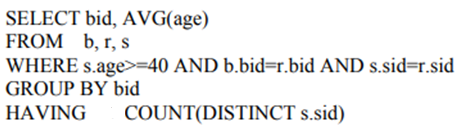 SELECT bid, AVG(age)
FROM b, r, s
WHERE s.age>=40 AND b.bid=r.bid AND s.sid=r.sid
GROUP BY bid
HAVING COUNT(DISTINCT s.sid)